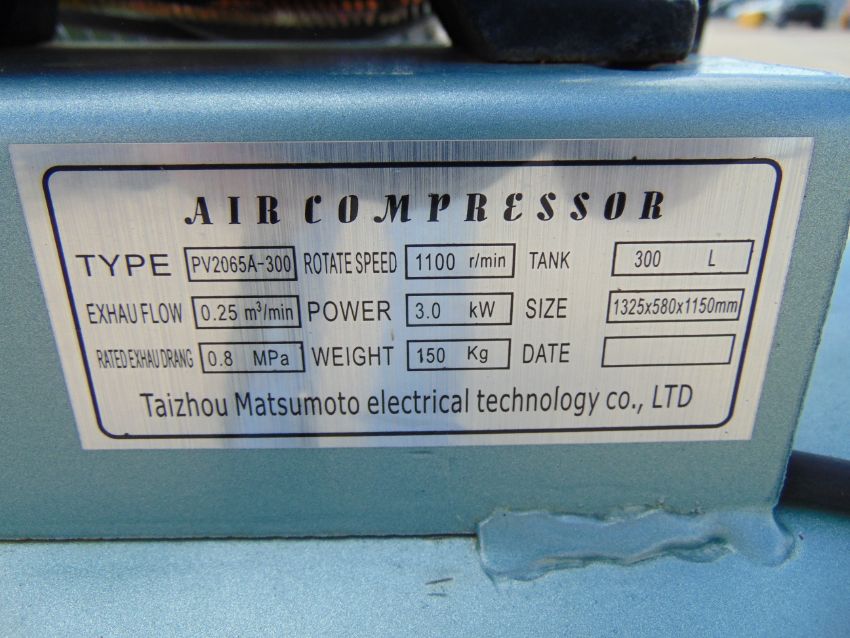 AIR COMPRESSOR
TYPE PV2065A-300 ROTATE SPEED 1100 r/min TANK 300 L
EXHAU FLOW 0.25 m³/min POWER 3.0 kW SIZE 1325x580x1150mm
RATED EXHAU DRANG 0.8 MPa WEIGHT 150 Kg DATE
Taizhou Matsumoto electrical technology co., LTD